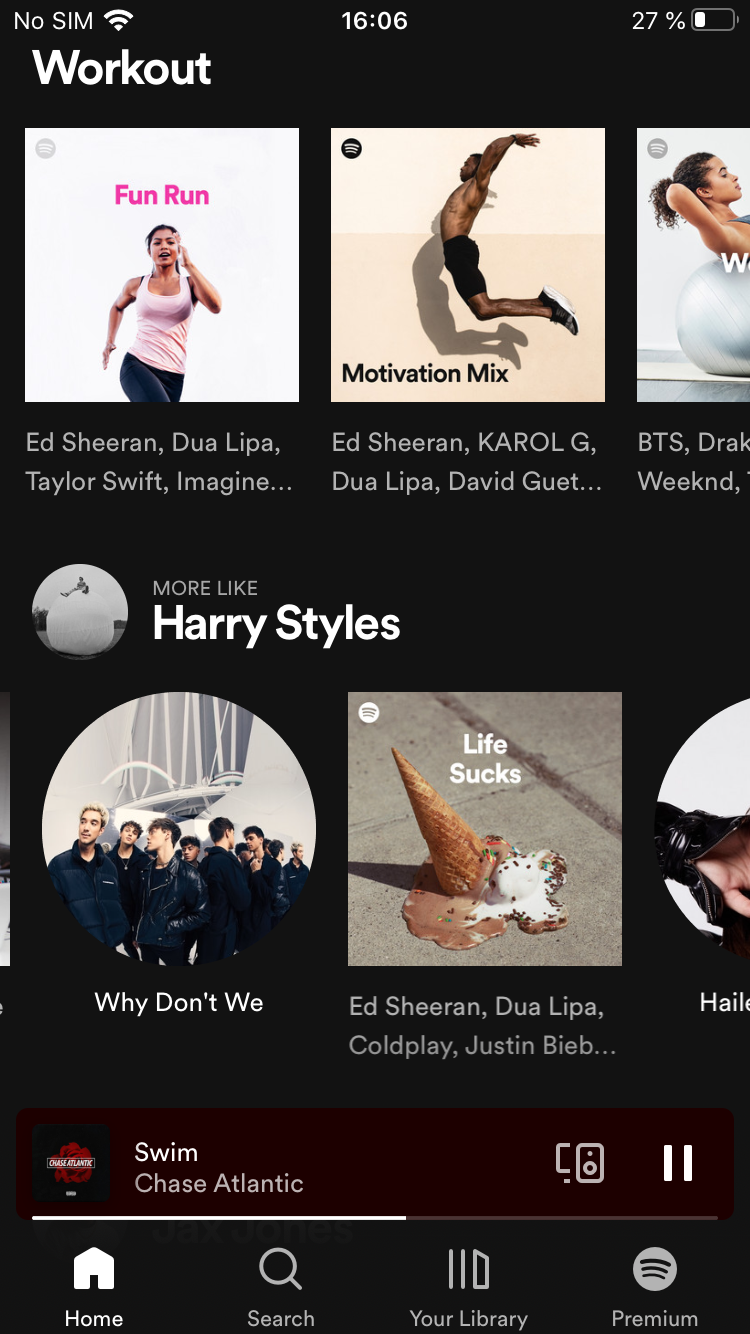 No SIM 16:06 27 %
Workout
Fun Run
Motivation Mix
Ed Sheeran, Dua Lipa,
Taylor Swift, Imagine...
Ed Sheeran, KAROL G,
Dua Lipa, David Guet...
BTS, Drak
Weeknd,
MORE LIKE
Harry Styles
Life
Sucks
Why Don't We
Ed Sheeran, Dua Lipa,
Coldplay, Justin Bieb...
Haile
CHASE ATLANTIC
Swim
Chase Atlantic
Jax Jones
Home
Search
Your Library
Premium